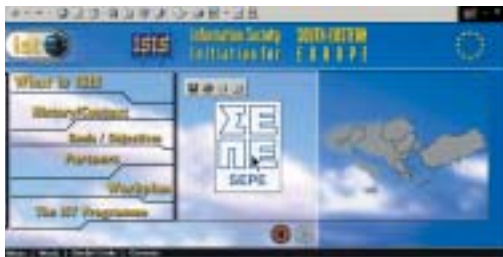 ist
ISIS
Information Society
Initiative for
SOUTH-EASTERN
EUROPE
What is ISIS
History/Context
Goals / Objectives
Partners
Workplan
The IST Programme
ΣΕ
ΠΕ
SEPE